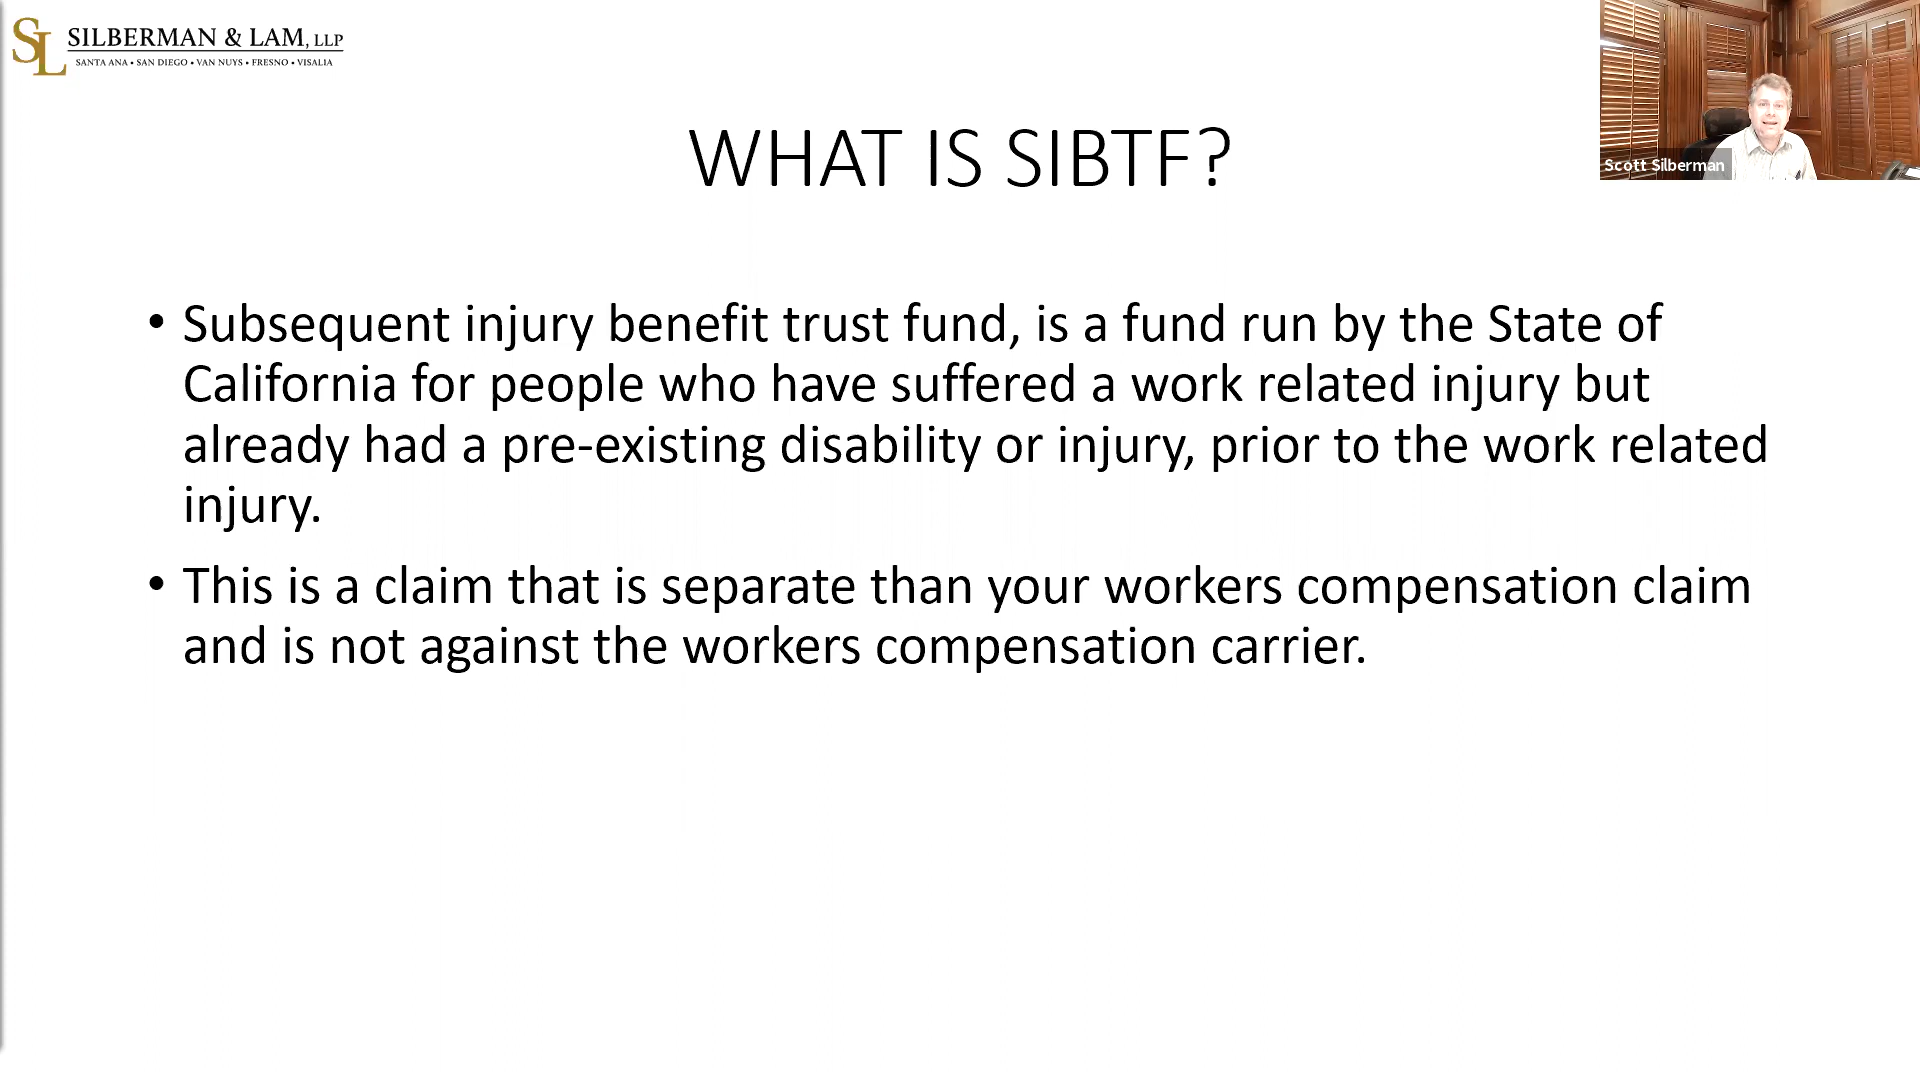 SL SILBERMAN & LAM, LLP
SANTA ANA • SAN DIEGO • VAN NUYS • FRESNO • VISALIA
Scott Silberman
WHAT IS SIBTF?
• Subsequent injury benefit trust fund, is a fund run by the State of
California for people who have suffered a work related injury but
already had a pre-existing disability or injury, prior to the work related
injury.
• This is a claim that is separate than your workers compensation claim
and is not against the workers compensation carrier.